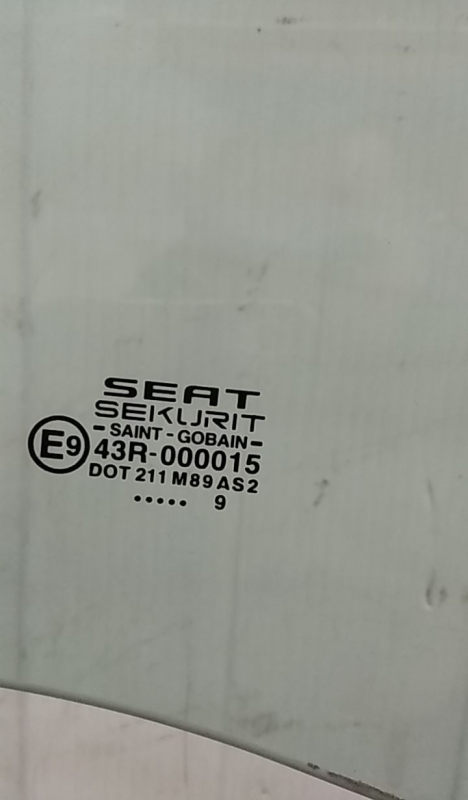 SEAT
SEKURIT
- SAINT - GOBAIN -
E9 43R-000015
DOT 211 M89 AS2
..... 9